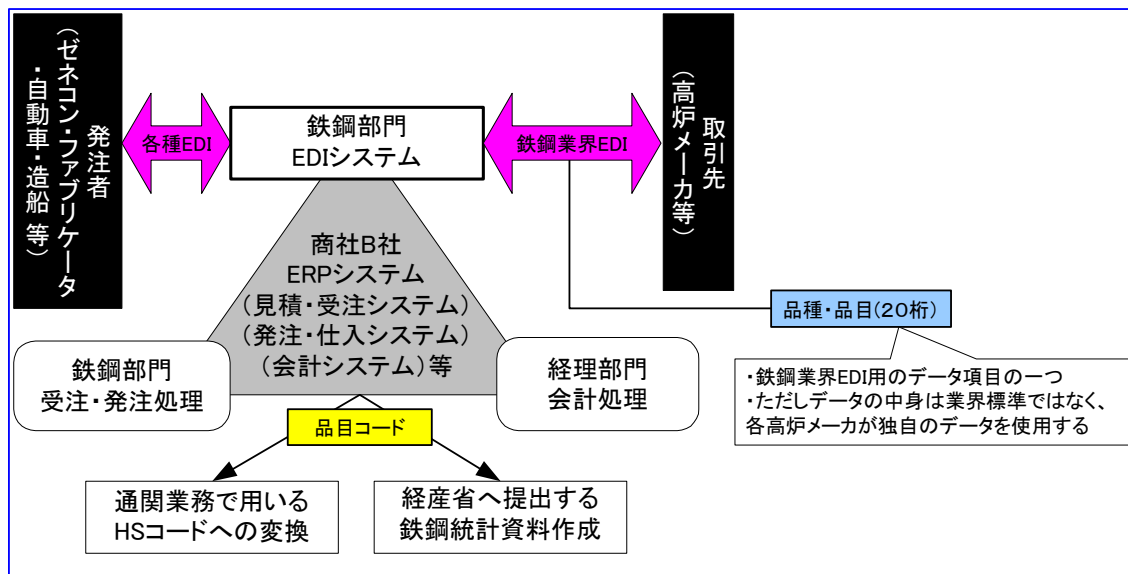 発注者
（ゼネコン・ファブリケータ
・自動車・造船 等）
各種EDI
鉄鋼部門
EDIシステム
鉄鋼業界EDI
取引先
（高炉メーカ等）
商社B社
ERPシステム
（見積・受注システム）
（発注・仕入システム）
（会計システム）等
品種・品目(20桁)
・鉄鋼業界EDI用のデータ項目の一つ
・ただしデータの中身は業界標準ではなく、
各高炉メーカが独自のデータを使用する
鉄鋼部門
受注・発注処理
経理部門
会計処理
品目コード
通関業務で用いる
HSコードへの変換
経産省へ提出する
鉄鋼統計資料作成